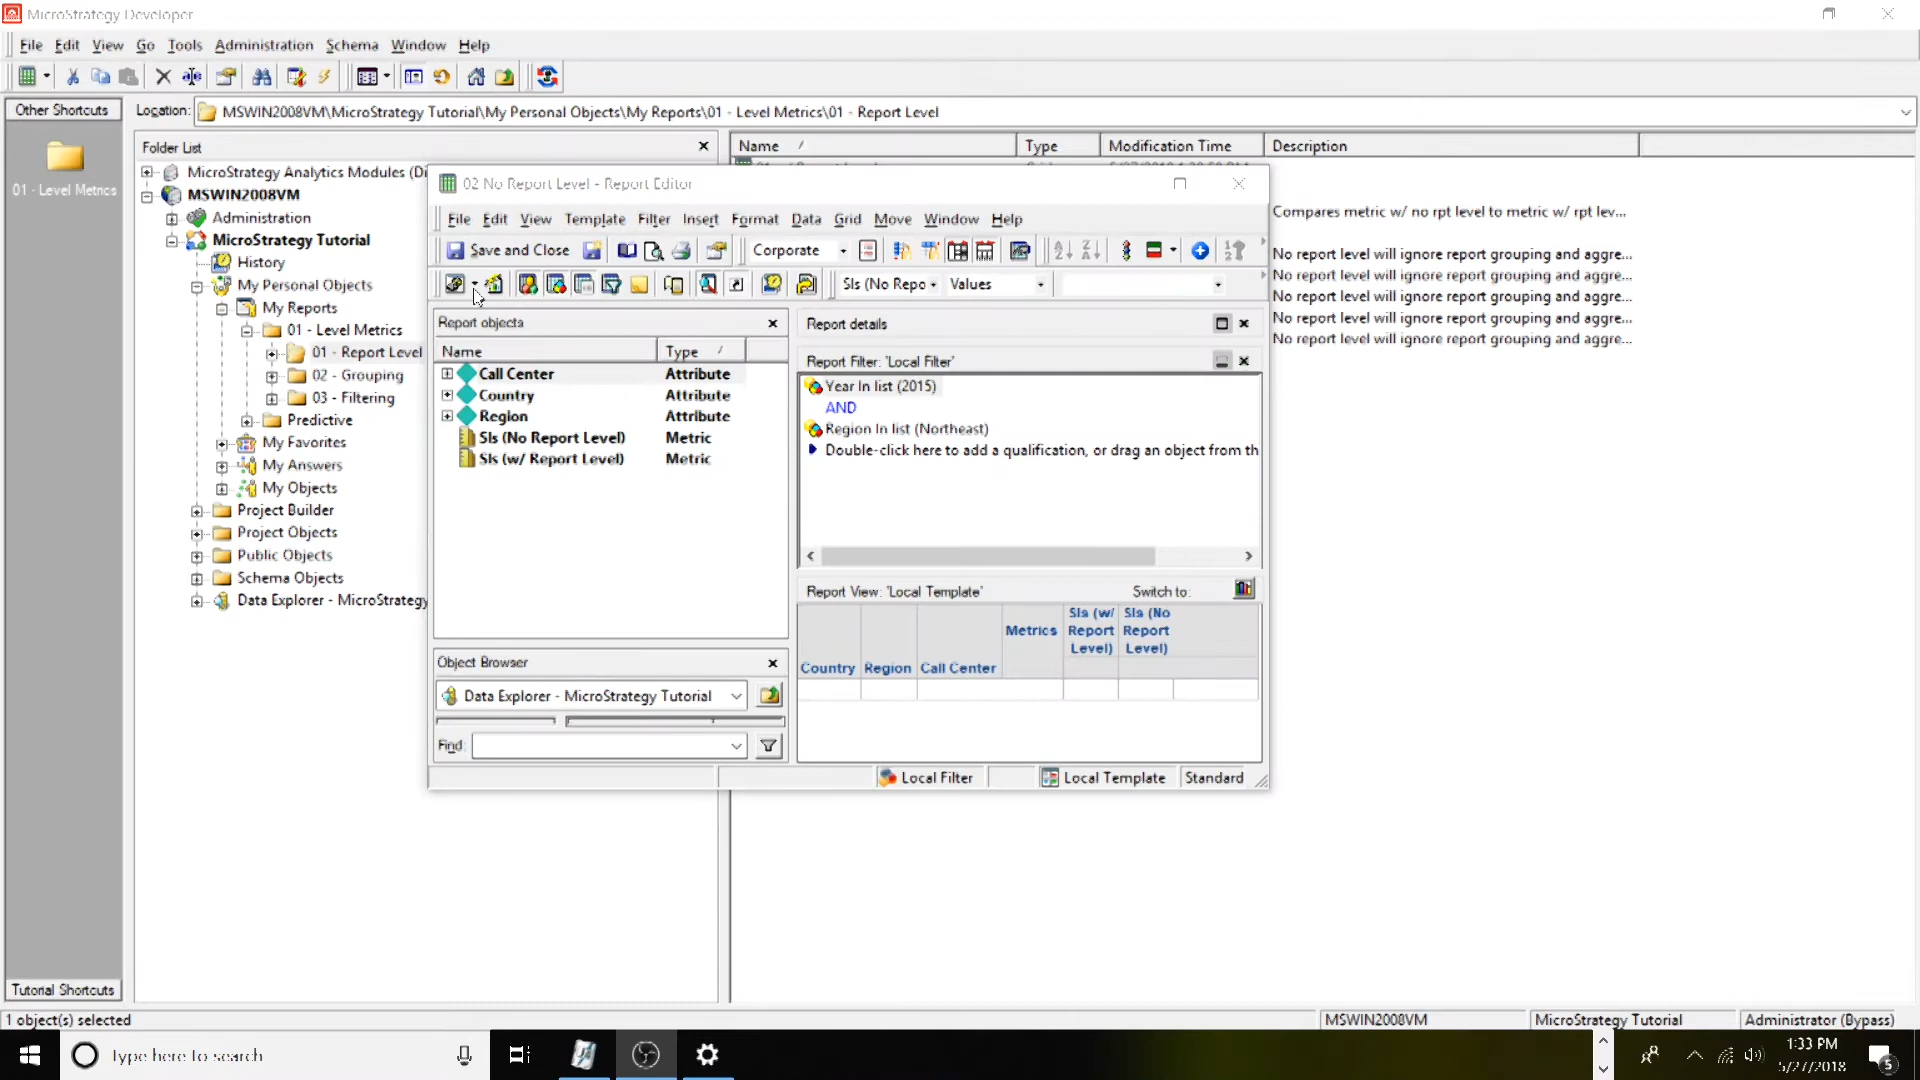 MicroStrategy Developer
File Edit View Go Tools Administration Schema Window Help
Other Shortcuts
Location: MSWIN2008VM\MicroStrategy Tutorial\My Personal Objects\My Reports\01 - Level Metrics\01 - Report Level
Folder List
Name / Type Modification Time Description
01 - Level Metrics
MicroStrategy Analytics Modules (Di
MSWIN2008VM
Administration
MicroStrategy Tutorial
History
My Personal Objects
My Reports
01 - Level Metrics
01 - Report Level
02 - Grouping
03 - Filtering
Predictive
My Favorites
My Answers
My Objects
Project Builder
Project Objects
Public Objects
Schema Objects
Data Explorer - MicroStrategy
Compares metric w/ no rpt level to metric w/ rpt lev...
No report level will ignore report grouping and aggre...
No report level will ignore report grouping and aggre...
No report level will ignore report grouping and aggre...
No report level will ignore report grouping and aggre...
No report level will ignore report grouping and aggre...
02 No Report Level - Report Editor
File Edit View Template Filter Insert Format Data Grid Move Window Help
Save and Close Corporate
Sls (No Repo Values
Report objects
Name Type /
Call Center Attribute
Country Attribute
Region Attribute
Sls (No Report Level) Metric
Sls (w/ Report Level) Metric
Object Browser
Data Explorer - MicroStrategy Tutorial
Find:
Report details
Report Filter: 'Local Filter'
Year In list (2015)
AND
Region In list (Northeast)
Double-click here to add a qualification, or drag an object from th
Report View: 'Local Template' Switch to:
Country Region Call Center
Metrics
Sls (w/ Report Level)
Sls (No Report Level)
Local Filter Local Template Standard
Tutorial Shortcuts
1 object(s) selected
MSWIN2008VM MicroStrategy Tutorial Administrator (Bypass)
Type here to search
1:33 PM
5/27/2018
5